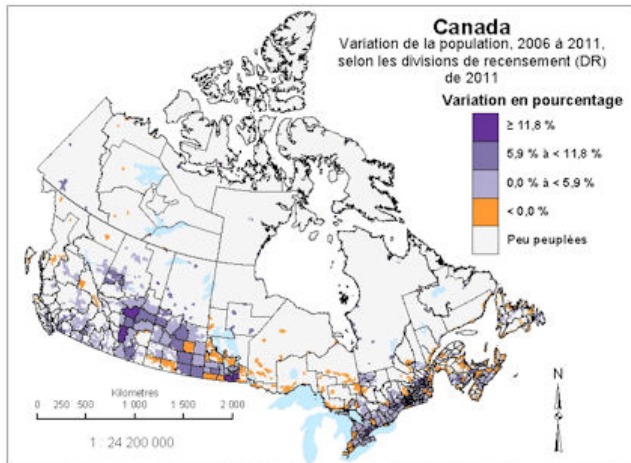 Canada
Variation de la population, 2006 à 2011,
selon les divisions de recensement (DR)
de 2011
Variation en pourcentage
≥ 11,8 %
5,9 % à < 11,8 %
0,0 % à < 5,9 %
< 0,0 %
Peu peuplées
N
Kilometres
0 250 500 1 000 1 500 2 000
1 : 24 200 000